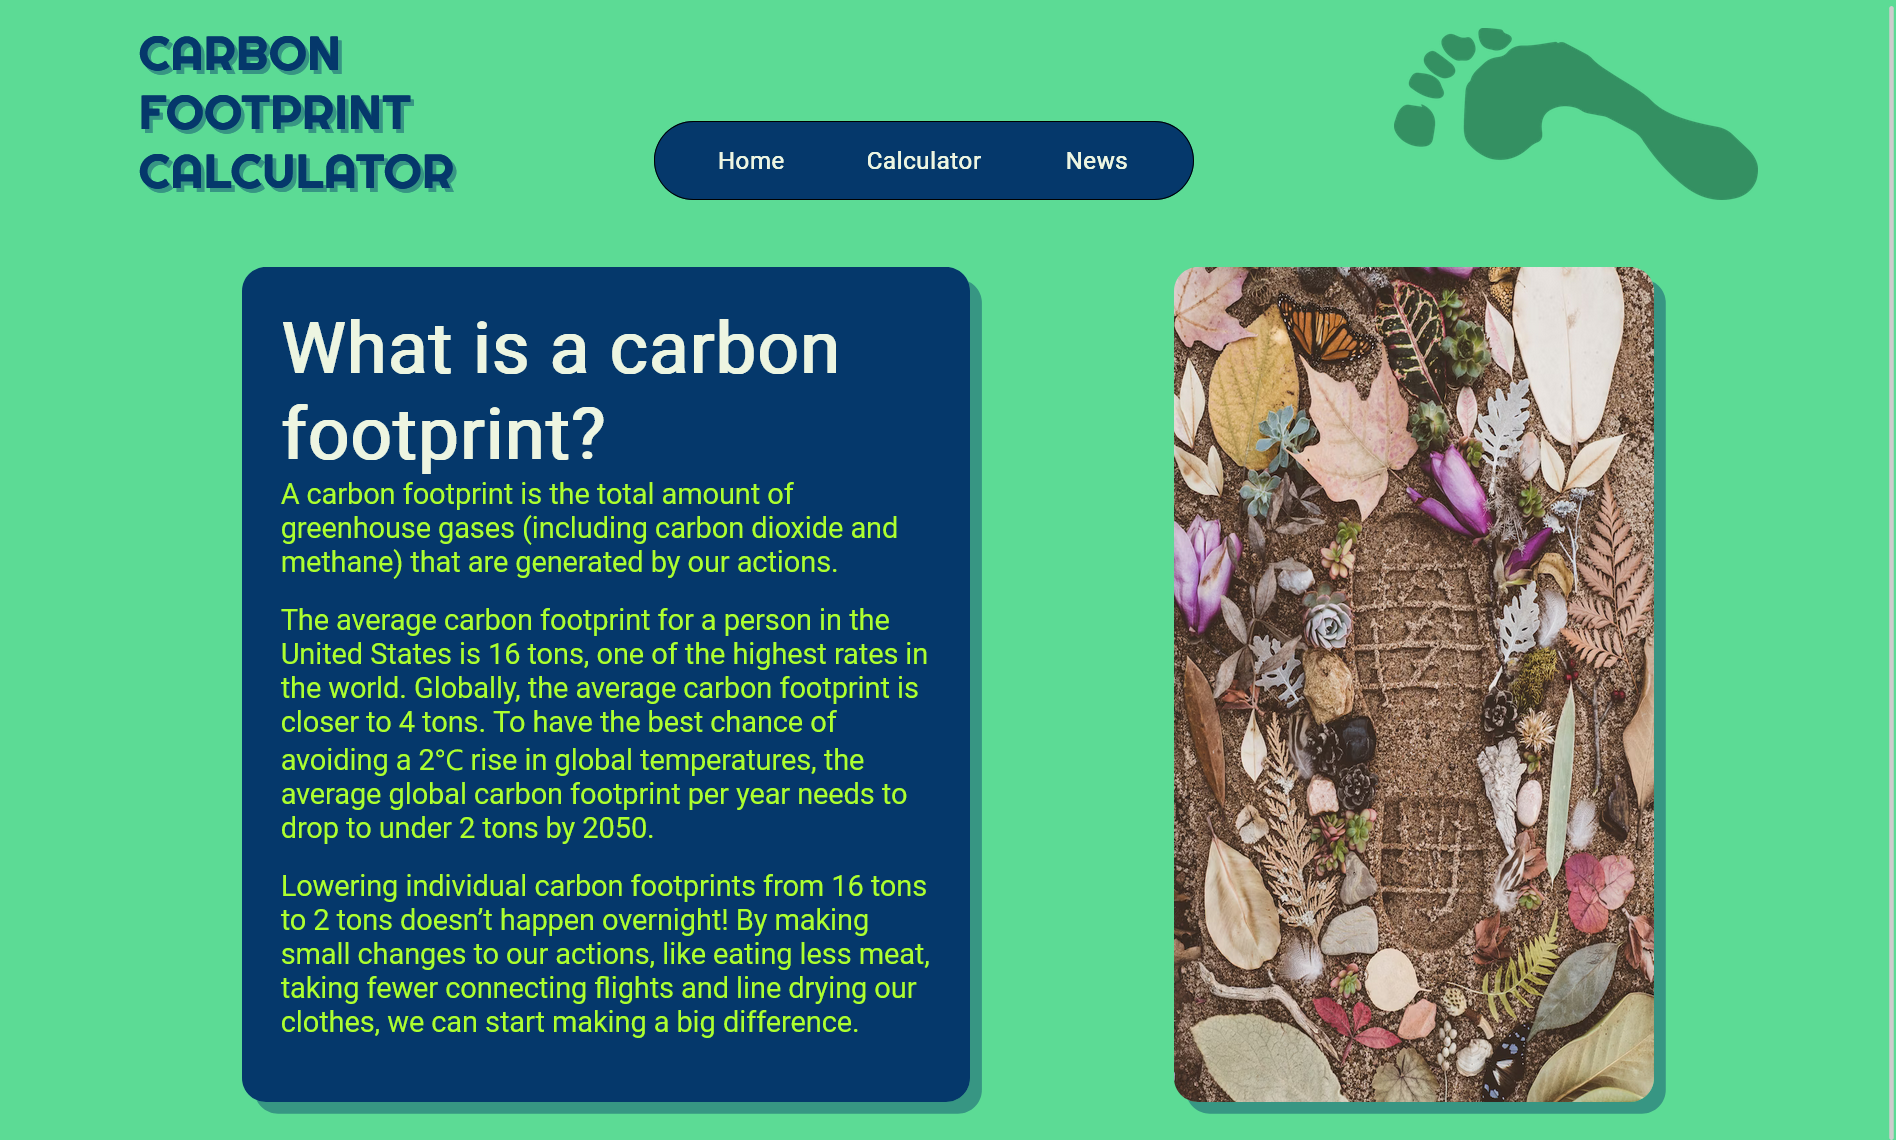 CARBON
FOOTPRINT
CALCULATOR
Home
Calculator
News
What is a carbon
footprint?
A carbon footprint is the total amount of
greenhouse gases (including carbon dioxide and
methane) that are generated by our actions.
The average carbon footprint for a person in the
United States is 16 tons, one of the highest rates in
the world. Globally, the average carbon footprint is
closer to 4 tons. To have the best chance of
avoiding a 2℃ rise in global temperatures, the
average global carbon footprint per year needs to
drop to under 2 tons by 2050.
Lowering individual carbon footprints from 16 tons
to 2 tons doesn’t happen overnight! By making
small changes to our actions, like eating less meat,
taking fewer connecting flights and line drying our
clothes, we can start making a big difference.